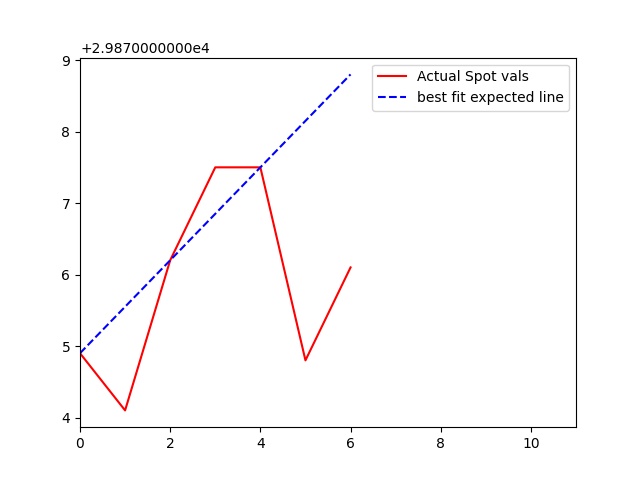 +2.9870000000e4
9
8
7
6
5
4
0 2 4 6 8 10
Actual Spot vals
best fit expected line